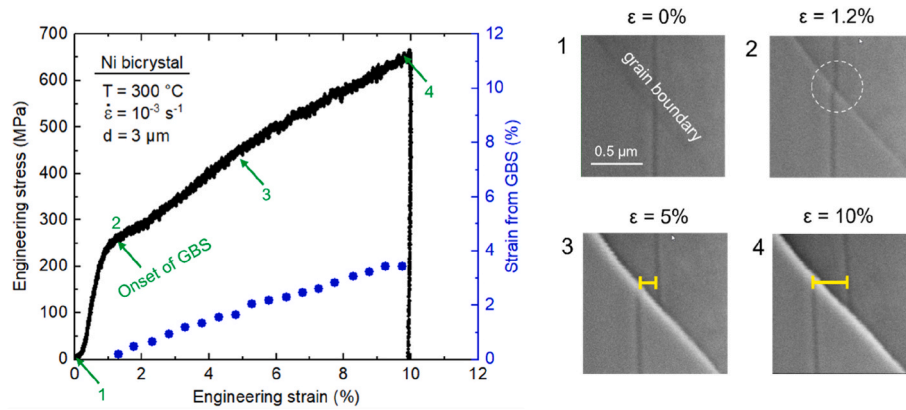 Ni bicrystal
T = 300 °C
ε̇ = 10⁻³ s⁻¹
d = 3 μm
Engineering stress (MPa)
700
600
500
400
300
200
100
0
0
2
4
6
8
10
12
Engineering strain (%)
12
10
8
6
4
2
0
Strain from GBS (%)
1
2
3
4
Onset of GBS
ε = 0%
1
grain boundary
0.5 μm
ε = 1.2%
2
ε = 5%
3
ε = 10%
4